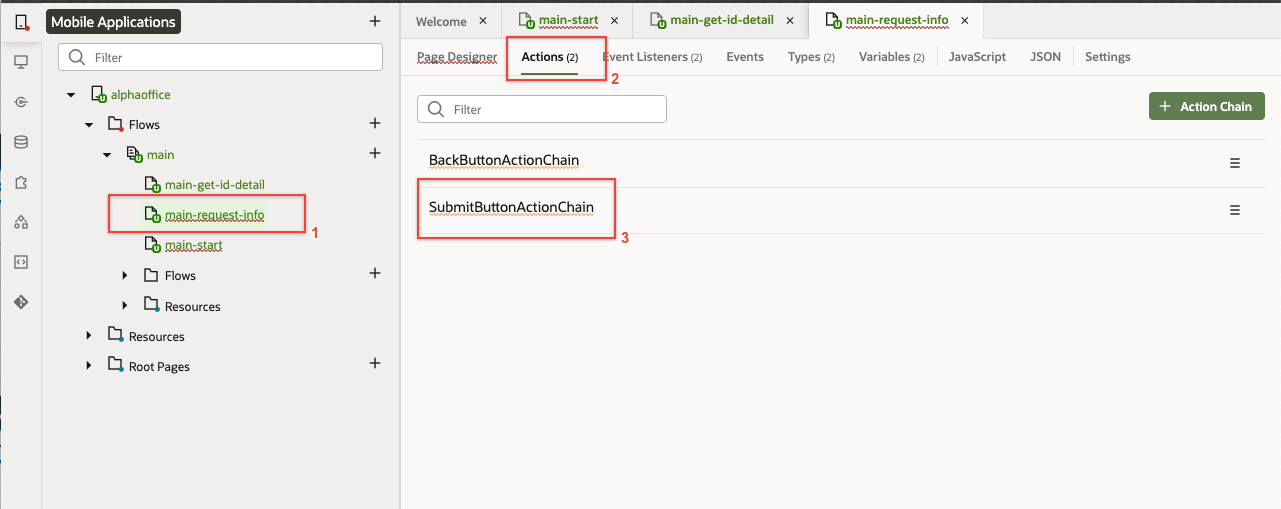 Mobile Applications
Filter
alphaoffice
Flows
main
main-get-id-detail
main-request-info
1
main-start
Flows
Resources
Resources
Root Pages
Welcome
main-start
main-get-id-detail
main-request-info
Page Designer
Actions (2)
Event Listeners (2)
Events
Types (2)
Variables (2)
JavaScript
JSON
Settings
2
Filter
+ Action Chain
BackButtonActionChain
SubmitButtonActionChain
3